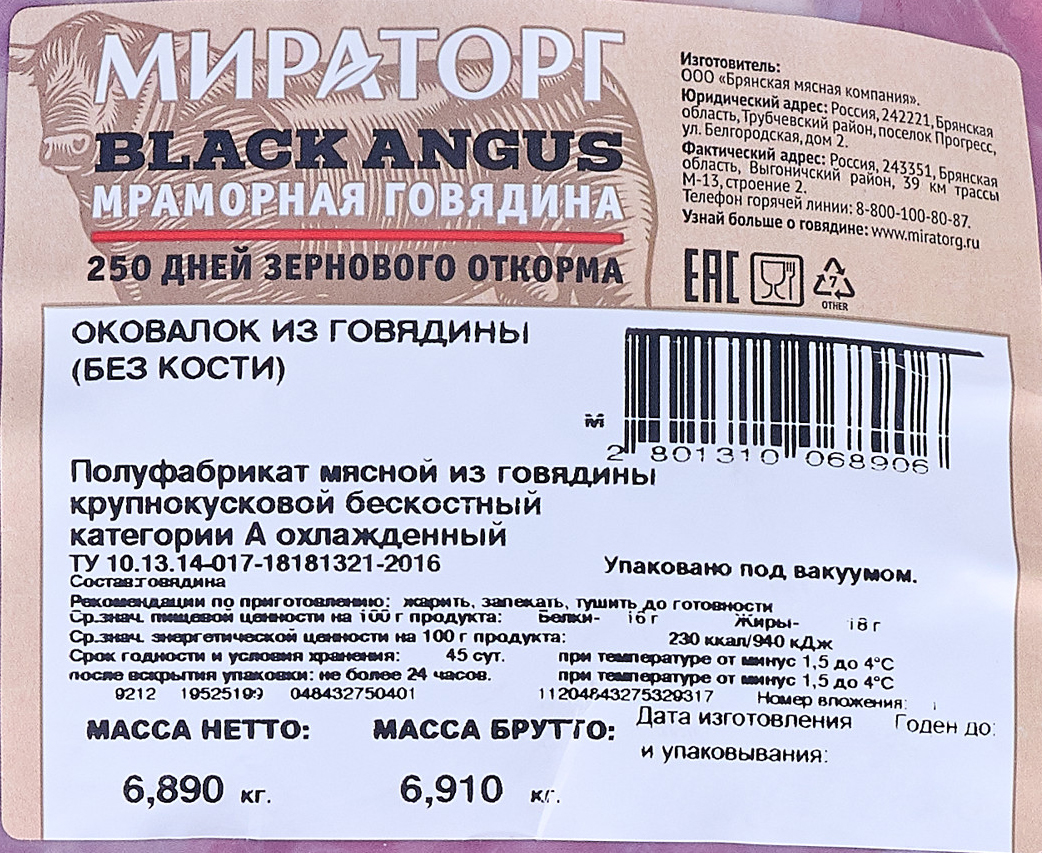 МИРАТОРГ
BLACK ANGUS
МРАМОРНАЯ ГОВЯДИНА
250 ДНЕЙ ЗЕРНОВОГО ОТКОРМА
Изготовитель:
ООО «Брянская мясная компания».
Юридический адрес: Россия, 242221, Брянская
область, Трубчевский район, поселок Прогресс,
ул. Белгородская, дом 2.
Фактический адрес: Россия, 243351, Брянская
область, Выгоничский район, 39 км трассы
М-13, строение 2.
Телефон горячей линии: 8-800-100-80-87.
Узнай больше о говядине: www.miratorg.ru
EAC
7
OTHER
ОКОВАЛОК ИЗ ГОВЯДИНЫ
(БЕЗ КОСТИ)
М
2 801310 068906
Полуфабрикат мясной из говядины
крупнокусковой бескостный
категории А охлажденный
ТУ 10.13.14-017-18181321-2016
Упаковано под вакуумом.
Состав:говядина
Рекомендации по приготовлению: жарить, запекать, тушить до готовности
Ср.знач. пищевой ценности на 100 г продукта: Белки- 16 г Жиры- 18 г
Ср.знач. энергетической ценности на 100 г продукта: 230 ккал/940 кДж
Срок годности и условия хранения: 45 сут. при температуре от минус 1,5 до 4°С
после вскрытия упаковки: не более 24 часов. при температуре от минус 1,5 до 4°С
9212 19525199 048432750401 11204843275329317 Номер вложения:
МАССА НЕТТО: МАССА БРУТТО: Дата изготовления Годен до:
и упаковывания:
6,890 кг. 6,910 кг.